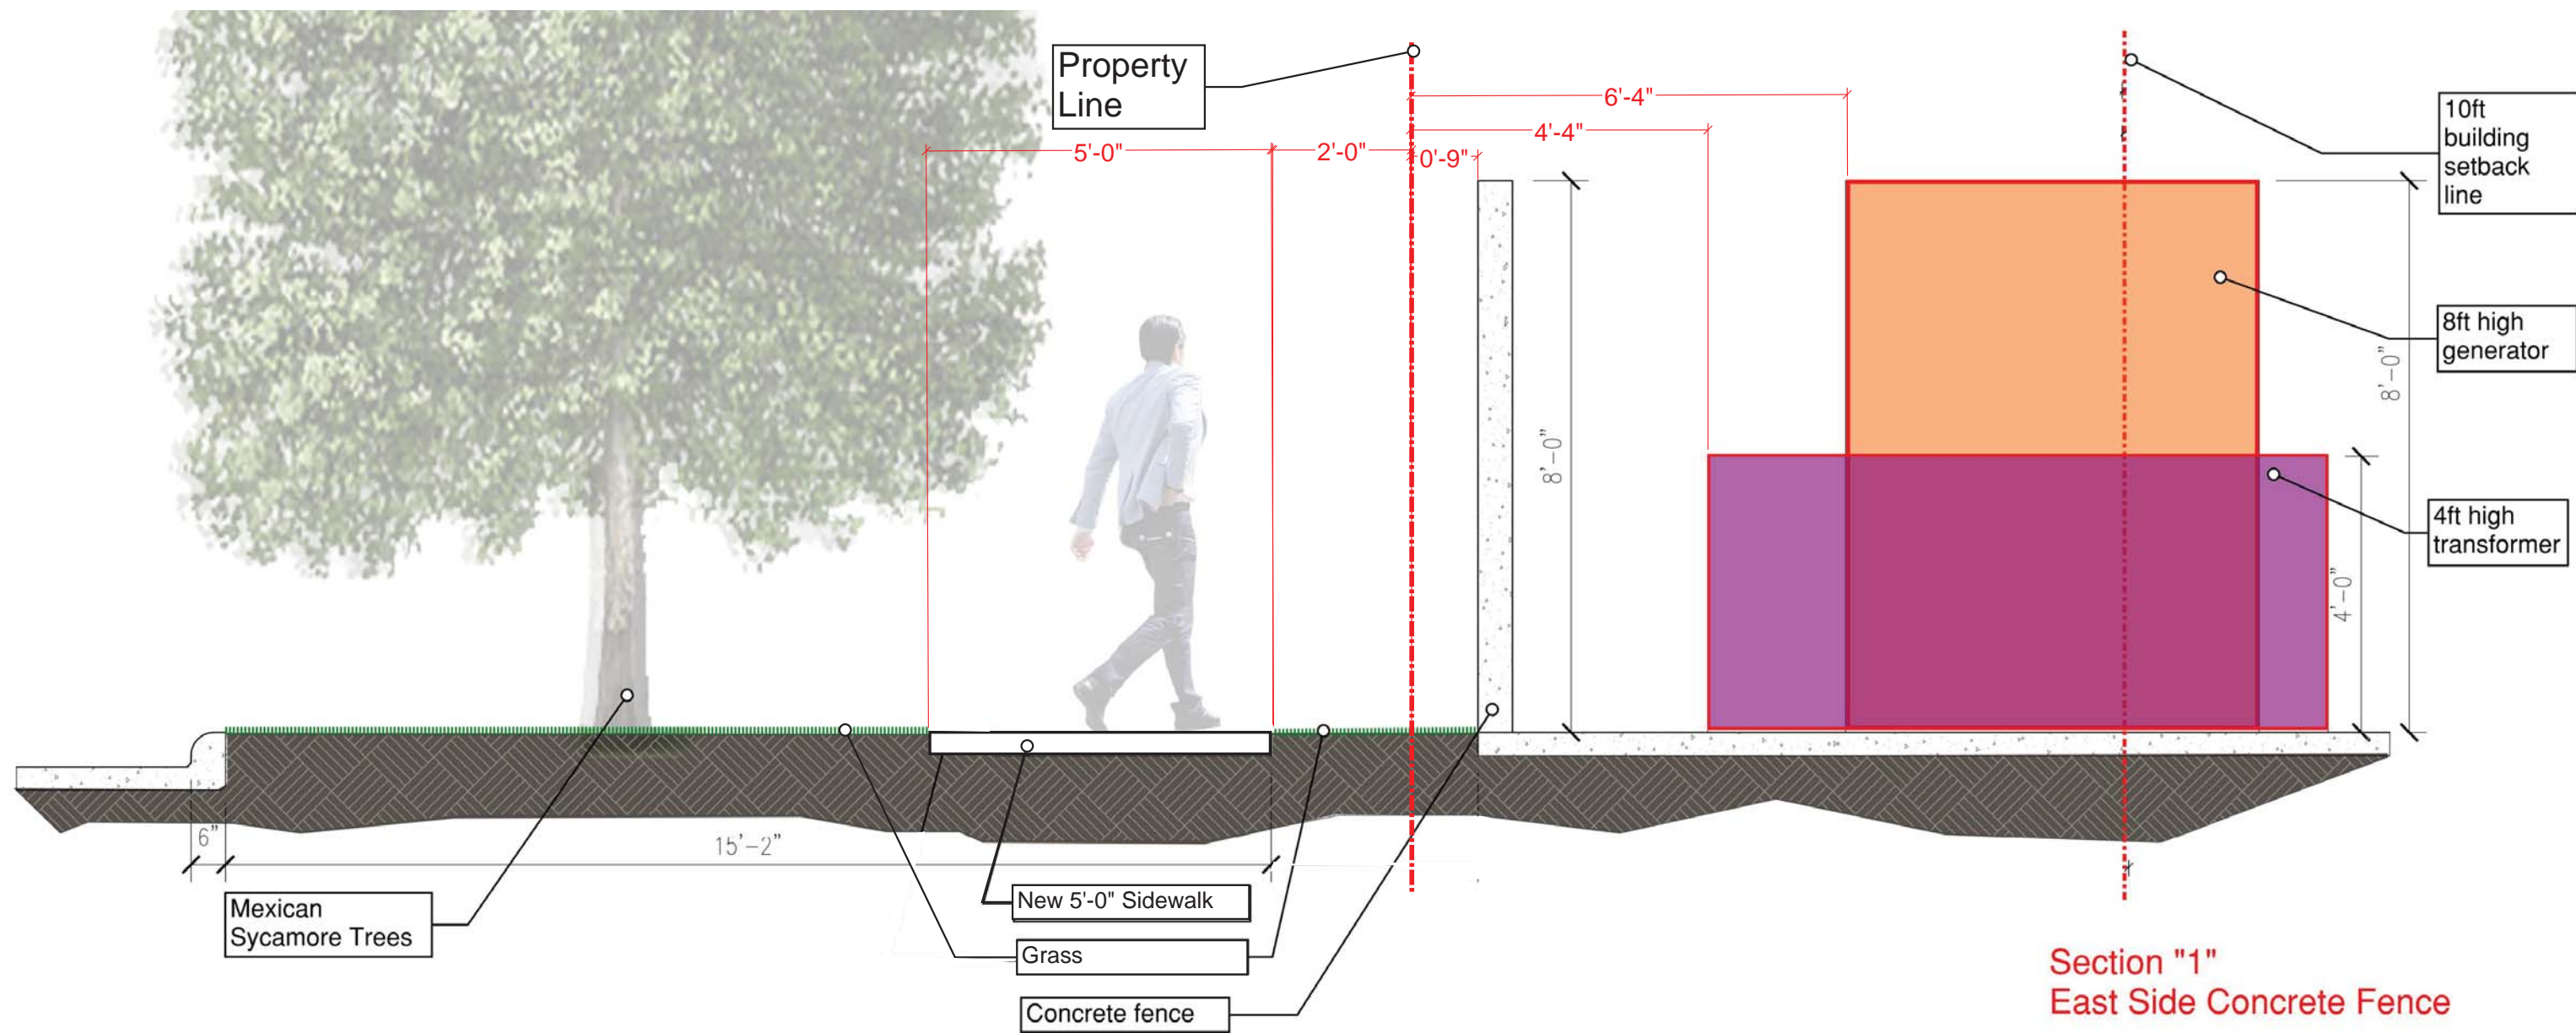 Property
Line
6'-4"
4'-4"
5'-0"
2'-0"
0'-9"
10ft
building
setback
line
8ft high
generator
8'-0"
8'-0"
4ft high
transformer
4'-0"
6"
15'-2"
Mexican
Sycamore Trees
New 5'-0" Sidewalk
Grass
Concrete fence
Section "1"
East Side Concrete Fence